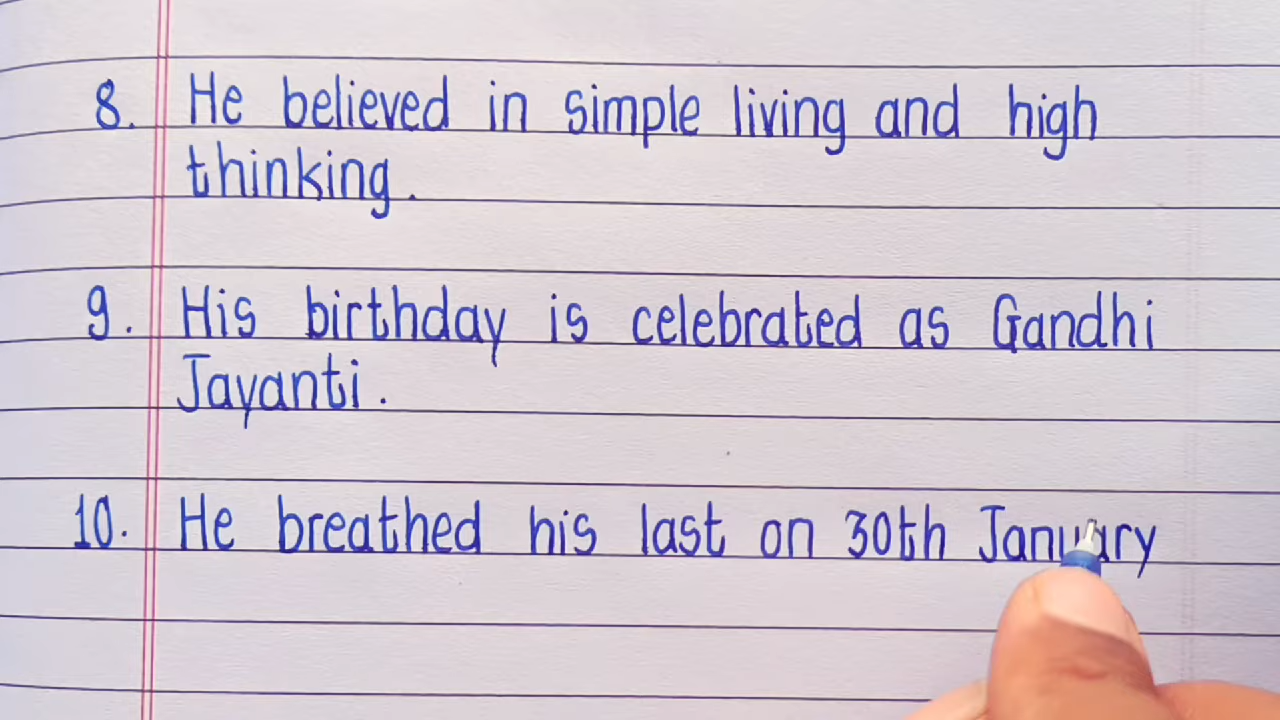 8. He believed in simple living and high
thinking.
9. His birthday is celebrated as Gandhi
Jayanti.
10. He breathed his last on 30th January